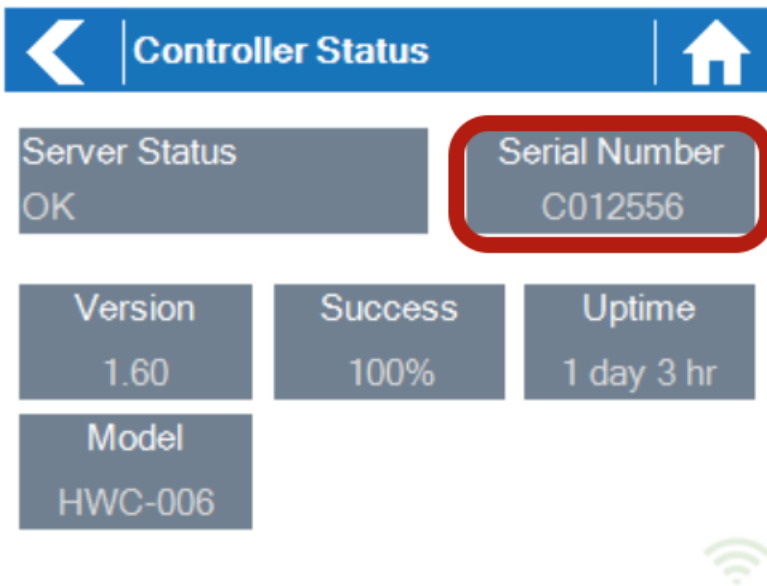 Controller Status
Server Status
OK
Serial Number
C012556
Version
1.60
Success
100%
Uptime
1 day 3 hr
Model
HWC-006